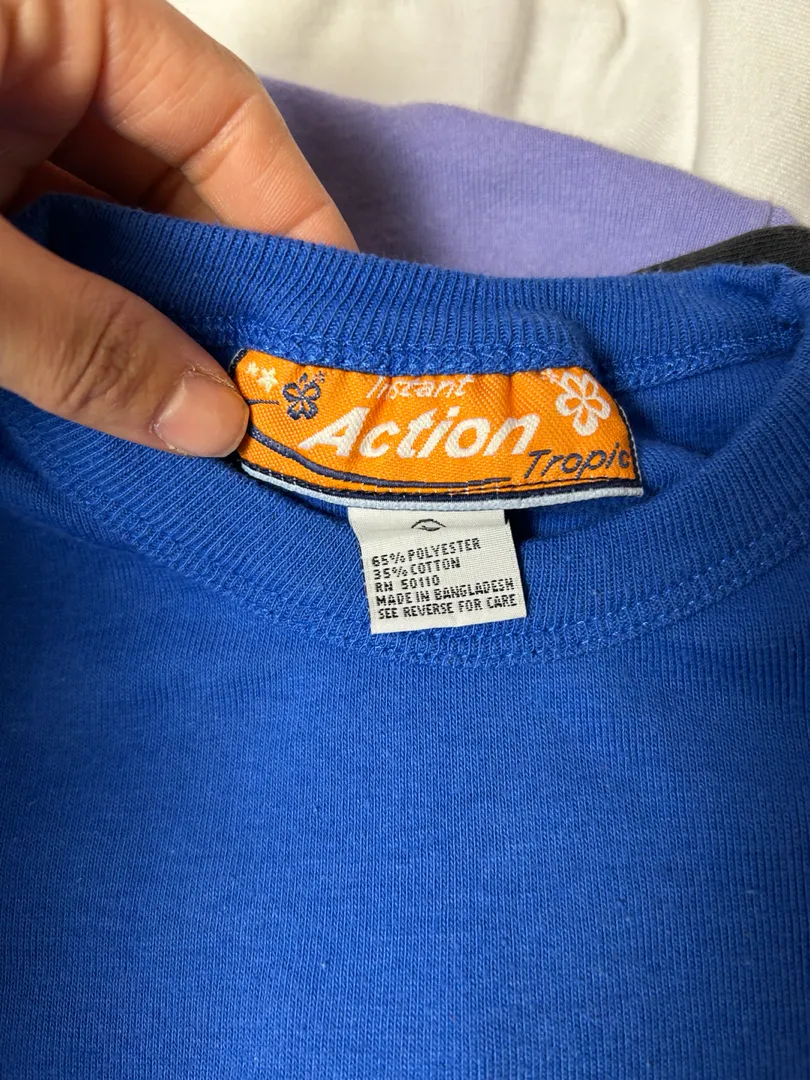 Instant
Action
Tropic
65% POLYESTER
35% COTTON
RN 50110
MADE IN BANGLADESH
SEE REVERSE FOR CARE